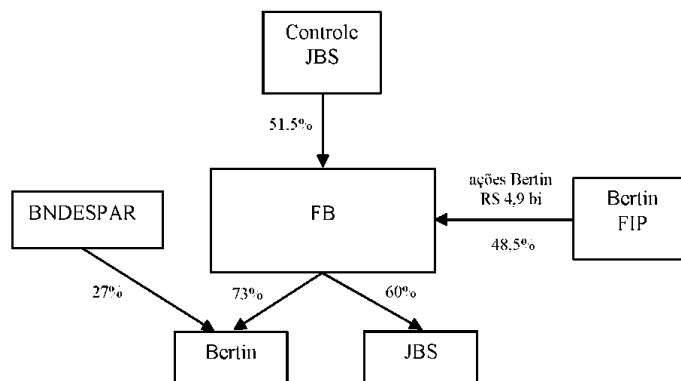 Controle
JBS
51.5%
ações Bertin
RS 4,9 bi
Bertin
FIP
48.5%
BNDESPAR
FB
27%
73%
60%
Bertin
JBS